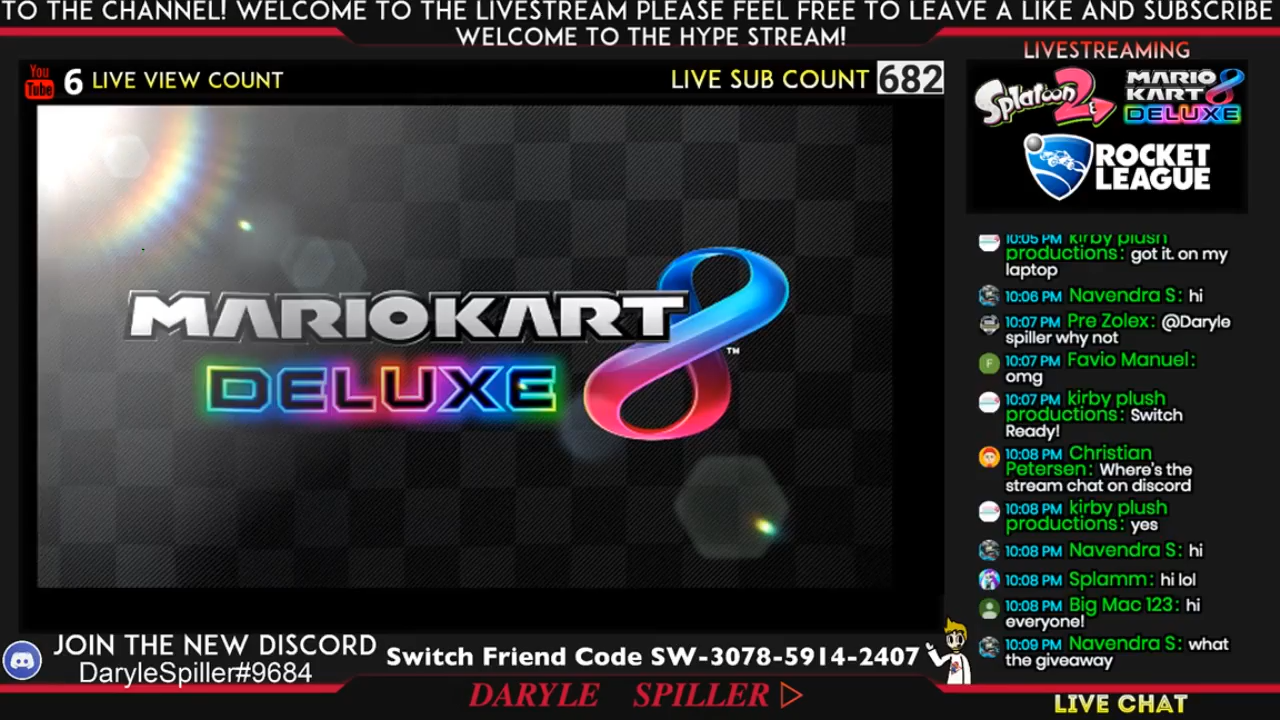 TO THE CHANNEL! WELCOME TO THE LIVESTREAM PLEASE FEEL FREE TO LEAVE A LIKE AND SUBSCRIBE
WELCOME TO THE HYPE STREAM!
You
Tube
6 LIVE VIEW COUNT
LIVE SUB COUNT 682
MARIOKART 8
™
DELUXE
LIVESTREAMING
Splatoon 2
MARIO
KART 8
DELUXE
ROCKET
LEAGUE
10:05 PM kirby plush
productions: got it. on my
laptop
10:06 PM Navendra S: hi
10:07 PM Pre Zolex: @Daryle
spiller why not
F 10:07 PM Favio Manuel:
omg
10:07 PM kirby plush
productions: Switch
Ready!
10:08 PM Christian
Petersen: Where's the
stream chat on discord
10:08 PM kirby plush
productions: yes
10:08 PM Navendra S: hi
10:08 PM Splamm: hi lol
10:08 PM Big Mac 123: hi
everyone!
10:09 PM Navendra S: what
the giveaway
LIVE CHAT
JOIN THE NEW DISCORD
DaryleSpiller#9684
Switch Friend Code SW-3078-5914-2407
DARYLE SPILLER